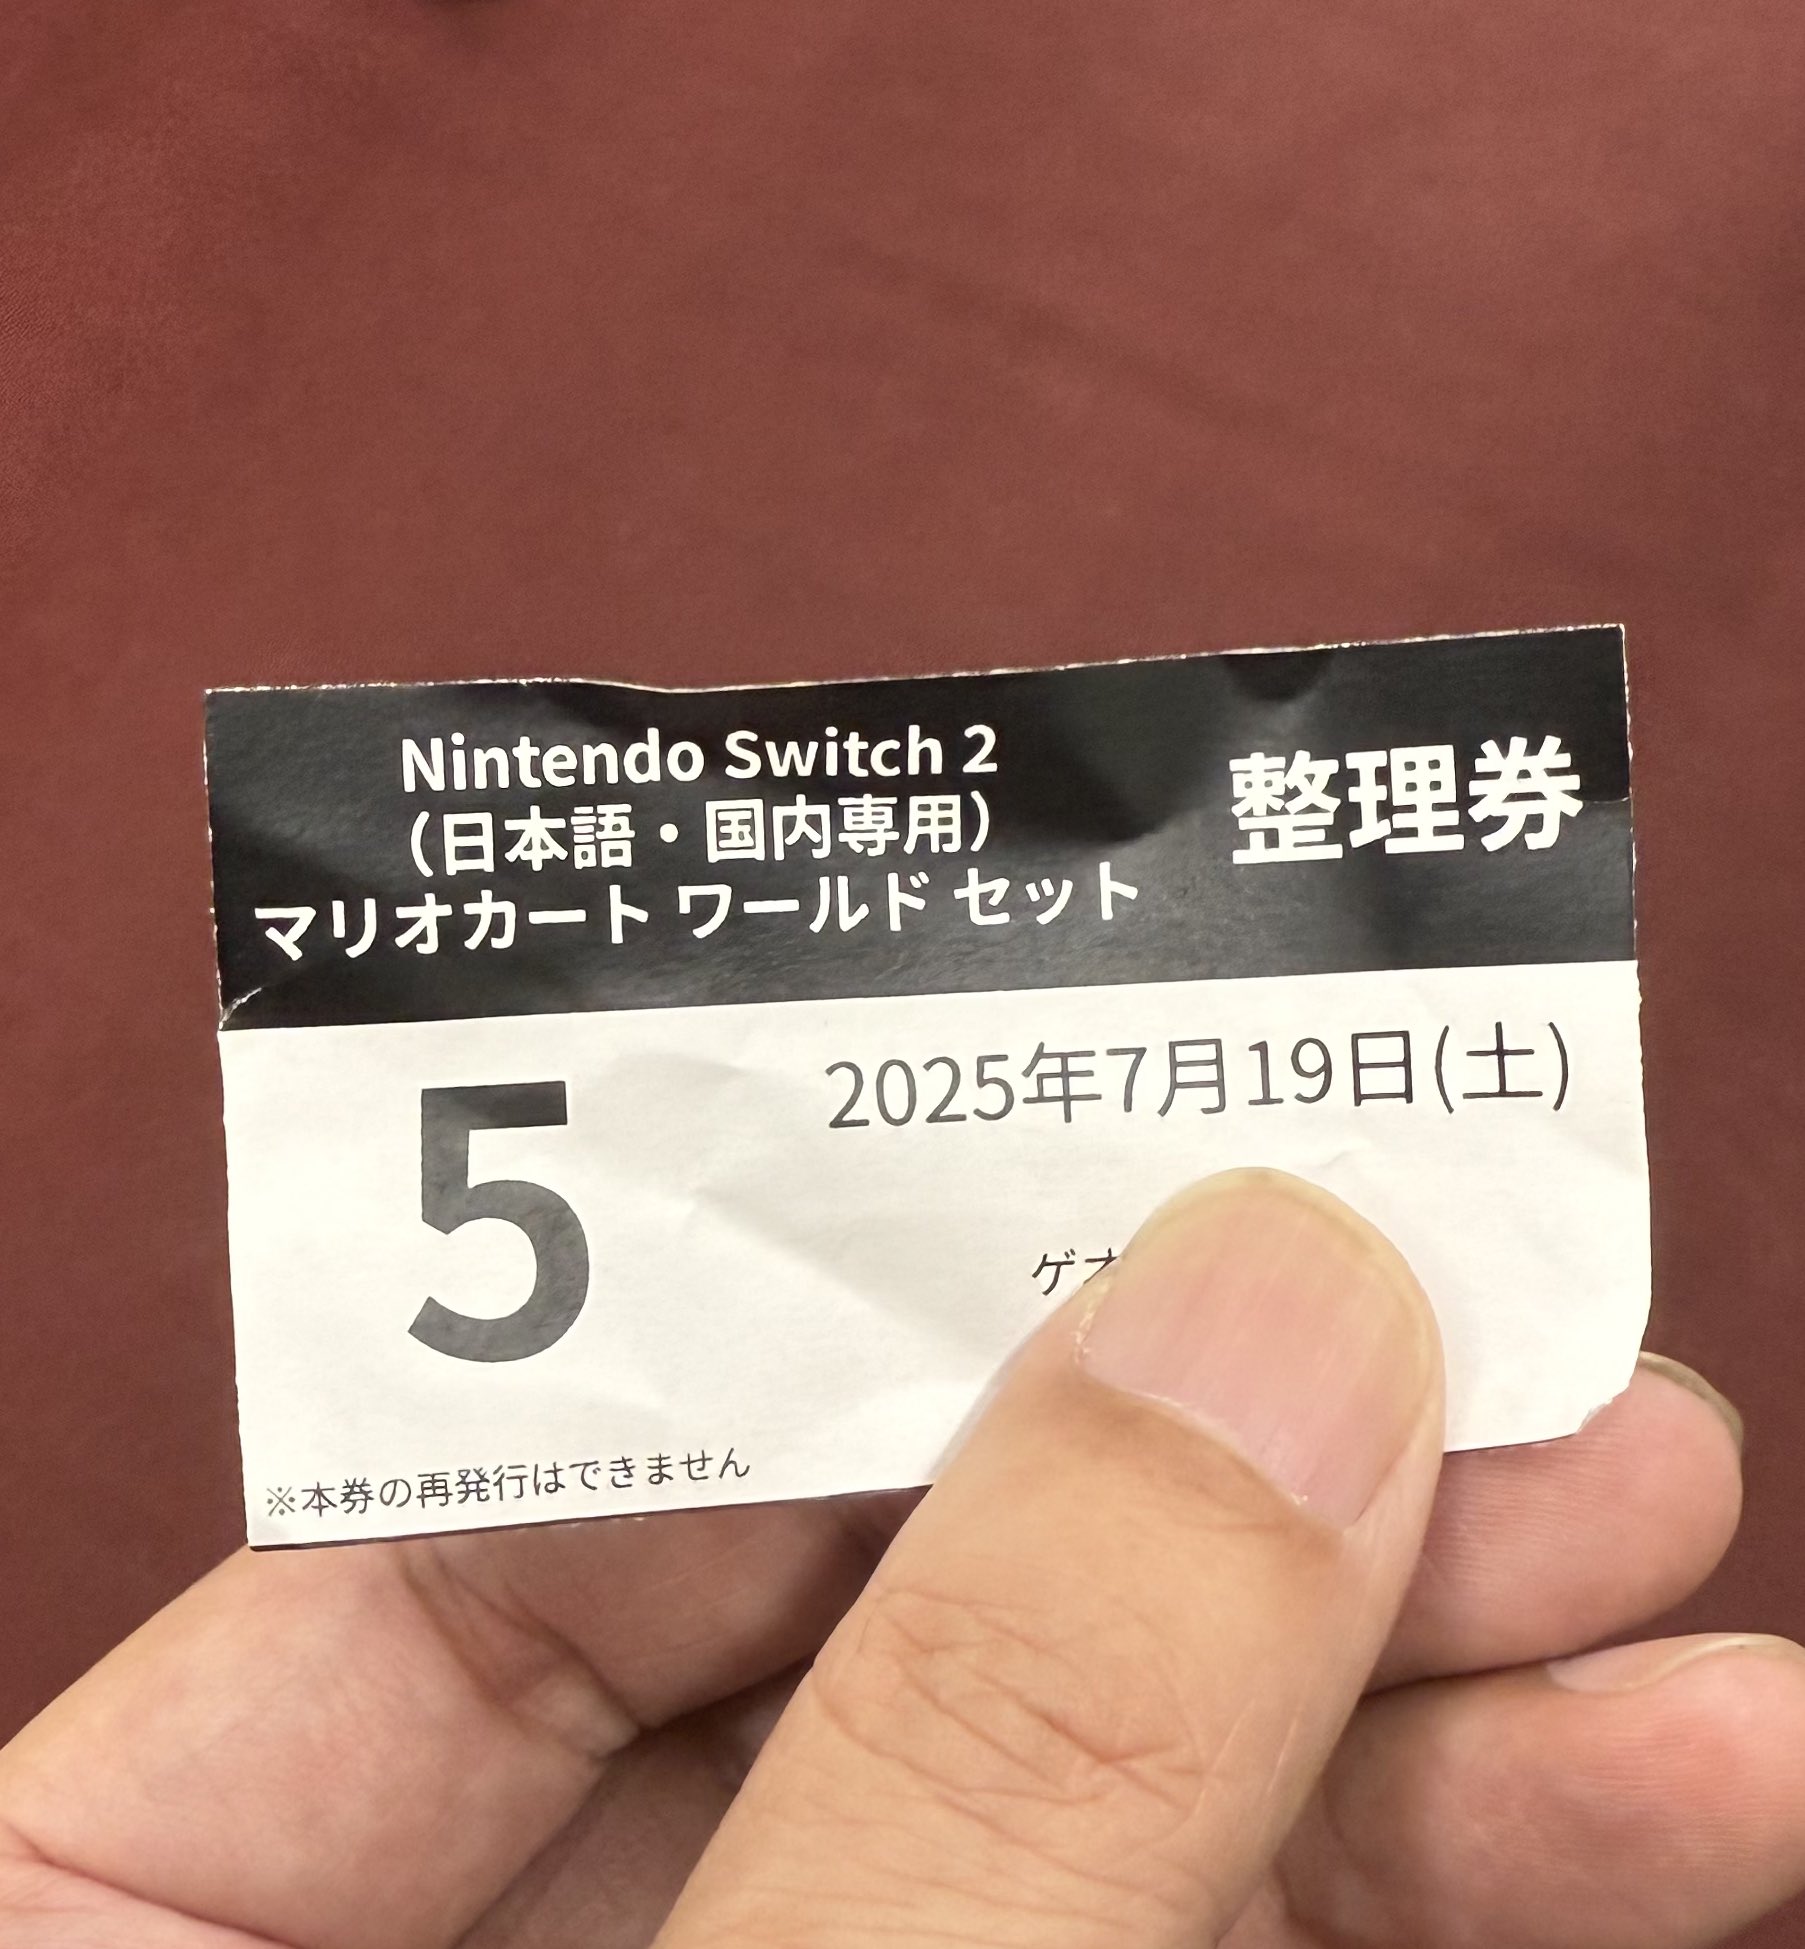 Nintendo Switch 2
（日本語・国内専用）
マリオカート ワールド セット
整理券
5
2025年7月19日(土)
ゲオ
※本券の再発行はできません